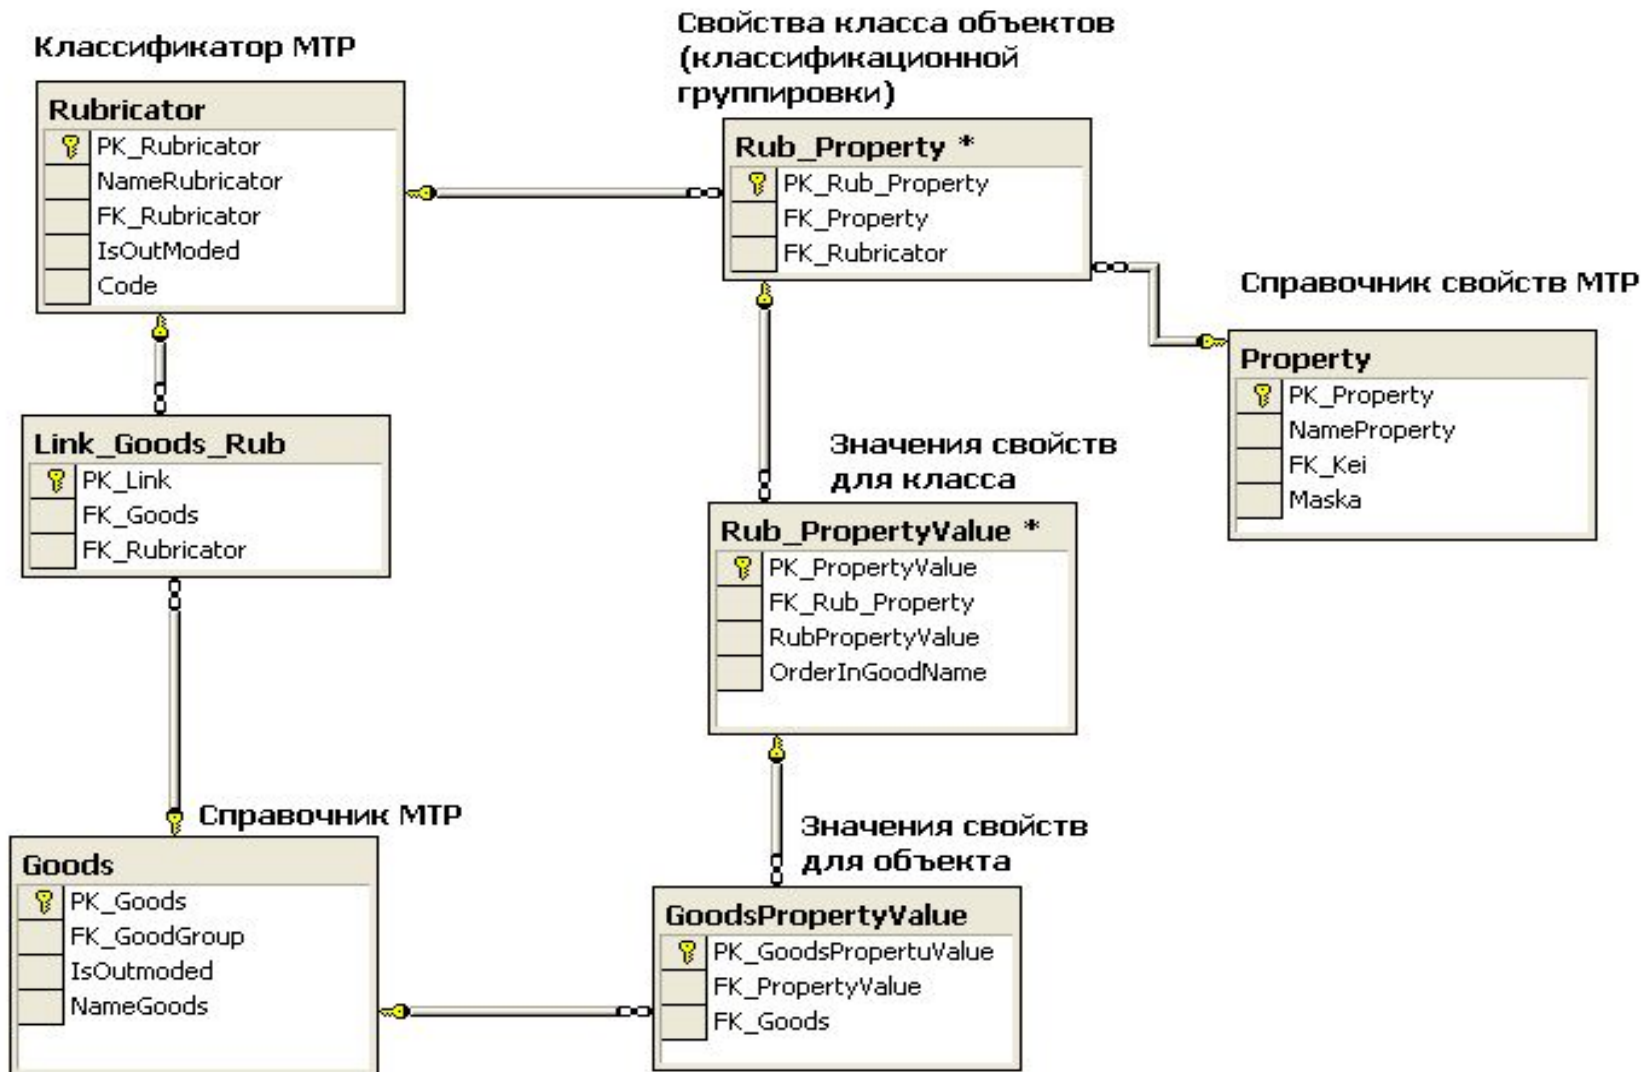 Классификатор МТР
Rubricator
PK_Rubricator
NameRubricator
FK_Rubricator
IsOutModed
Code
Свойства класса объектов
(классификационной
группировки)
Rub_Property *
PK_Rub_Property
FK_Property
FK_Rubricator
Справочник свойств МТР
Property
PK_Property
NameProperty
FK_Kei
Maska
Link_Goods_Rub
PK_Link
FK_Goods
FK_Rubricator
Значения свойств
для класса
Rub_PropertyValue *
PK_PropertyValue
FK_Rub_Property
RubPropertyValue
OrderInGoodName
Справочник МТР
Goods
PK_Goods
FK_GoodGroup
IsOutmoded
NameGoods
Значения свойств
для объекта
GoodsPropertyValue
PK_GoodsPropertuValue
FK_PropertyValue
FK_Goods